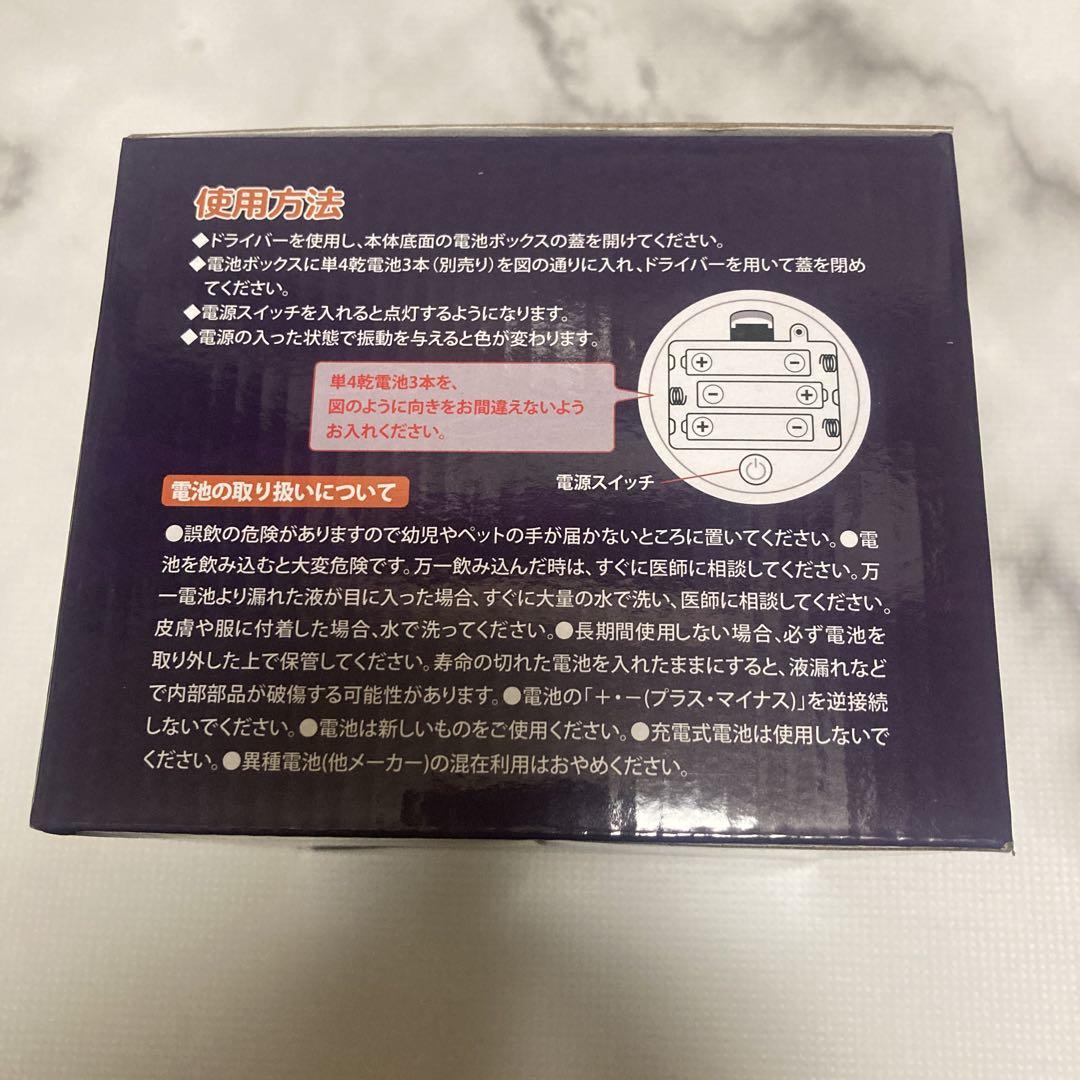 使用方法
◆ドライバーを使用し、本体底面の電池ボックスの蓋を開けてください。
◆電池ボックスに単4乾電池3本(別売り)を図の通りに入れ、ドライバーを用いて蓋を閉め
てください。
◆電源スイッチを入れると点灯するようになります。
◆電源の入った状態で振動を与えると色が変わります。
単4乾電池3本を、
図のように向きをお間違えないよう
お入れください。
+ −
− +
+ −
電源スイッチ
電池の取り扱いについて
●誤飲の危険がありますので幼児やペットの手が届かないところに置いてください。●電
池を飲み込むと大変危険です。万一飲み込んだ時は、すぐに医師に相談してください。万
一電池より漏れた液が目に入った場合、すぐに大量の水で洗い、医師に相談してください。
皮膚や服に付着した場合、水で洗ってください。●長期間使用しない場合、必ず電池を
取り外した上で保管してください。寿命の切れた電池を入れたままにすると、液漏れなど
で内部部品が破傷する可能性があります。●電池の「＋・−(プラス・マイナス)」を逆接続
しないでください。●電池は新しいものをご使用ください。●充電式電池は使用しないで
ください。●異種電池(他メーカー)の混在利用はおやめください。